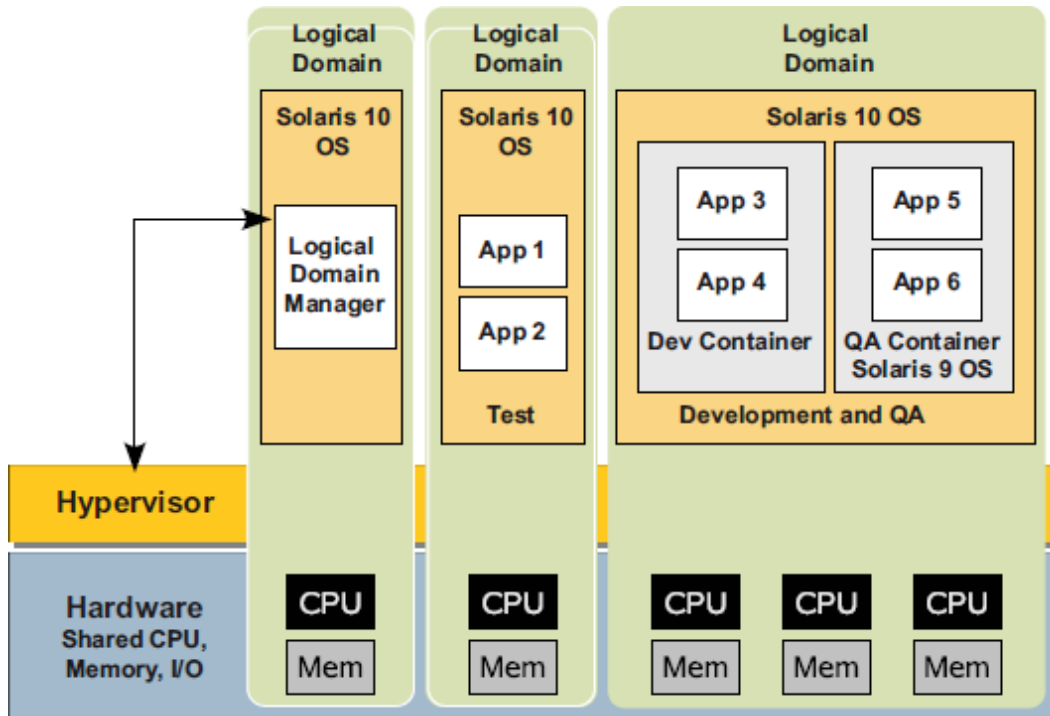 Logical
Domain
Solaris 10
OS
Logical
Domain
Manager
Logical
Domain
Solaris 10
OS
App 1
App 2
Test
Logical
Domain
Solaris 10 OS
App 3
App 4
Dev Container
App 5
App 6
QA Container
Solaris 9 OS
Development and QA
Hypervisor
Hardware
Shared CPU,
Memory, I/O
CPU
Mem
CPU
Mem
CPU
CPU
CPU
Mem
Mem
Mem